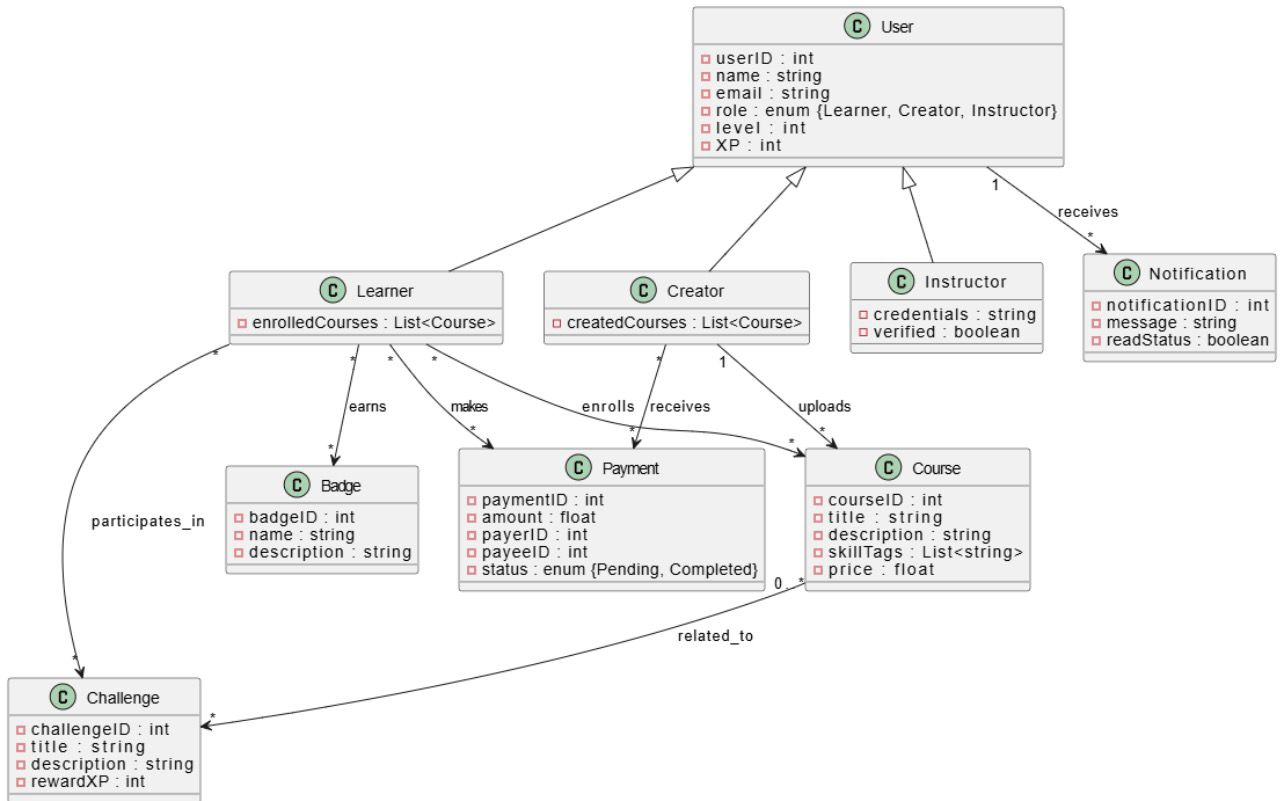 C User
userID : int
name : string
email : string
role : enum {Learner, Creator, Instructor}
level : int
XP : int
1
receives
*
C Learner
enrolledCourses : List<Course>
C Creator
createdCourses : List<Course>
C Instructor
credentials : string
verified : boolean
C Notification
notificationID : int
message : string
readStatus : boolean
*
*
*
*
*
1
earns
makes
enrolls
receives
uploads
*
*
*
*
*
C Badge
badgeID : int
name : string
description : string
C Payment
paymentID : int
amount : float
payerID : int
payeeID : int
status : enum {Pending, Completed}
C Course
courseID : int
title : string
description : string
skillTags : List<string>
price : float
participates_in
0..*
related_to
*
*
C Challenge
challengeID : int
title : string
description : string
rewardXP : int